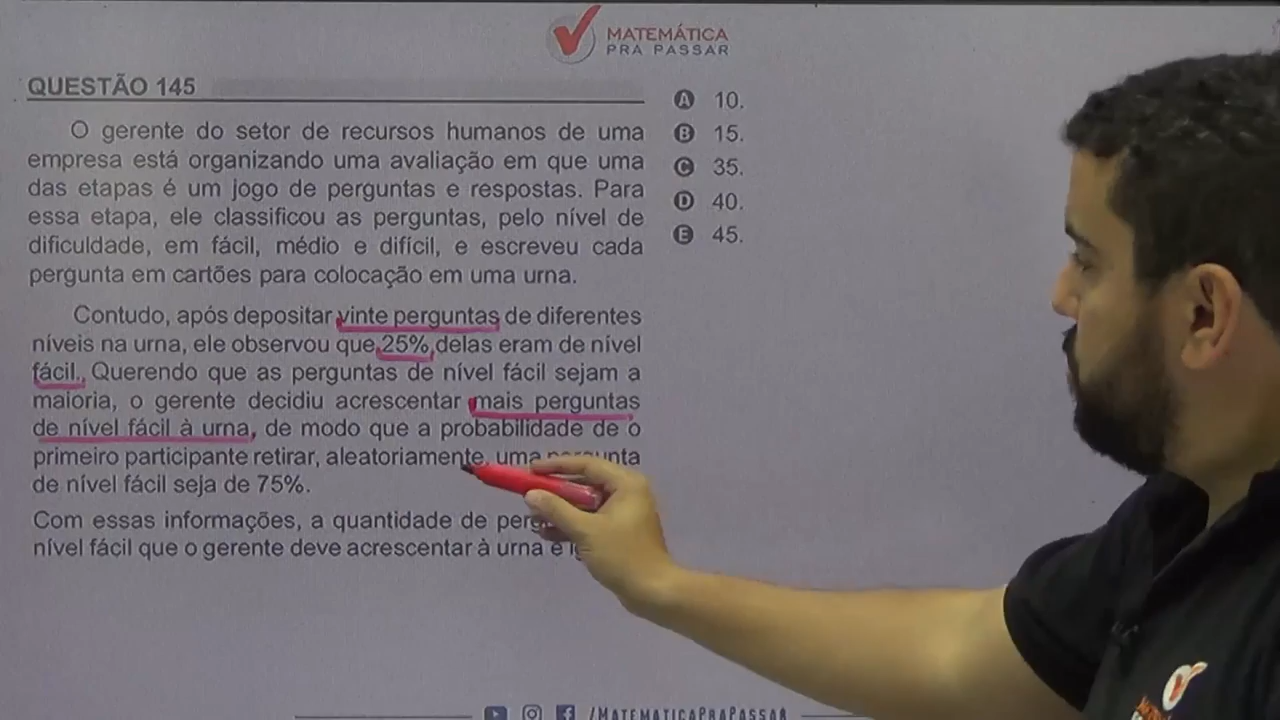 MATEMÁTICA
PRA PASSAR
QUESTÃO 145
O gerente do setor de recursos humanos de uma
empresa está organizando uma avaliação em que uma
das etapas é um jogo de perguntas e respostas. Para
essa etapa, ele classificou as perguntas, pelo nível de
dificuldade, em fácil, médio e difícil, e escreveu cada
pergunta em cartões para colocação em uma urna.
Contudo, após depositar vinte perguntas de diferentes
níveis na urna, ele observou que 25% delas eram de nível
fácil. Querendo que as perguntas de nível fácil sejam a
maioria, o gerente decidiu acrescentar mais perguntas
de nível fácil à urna, de modo que a probabilidade de o
primeiro participante retirar, aleatoriamente, uma pergunta
de nível fácil seja de 75%.
Com essas informações, a quantidade de
nível fácil que o gerente deve acrescentar à urna é
A 10.
B 15.
C 35.
D 40.
E 45.
/MATEMATICAPRAPASSAR